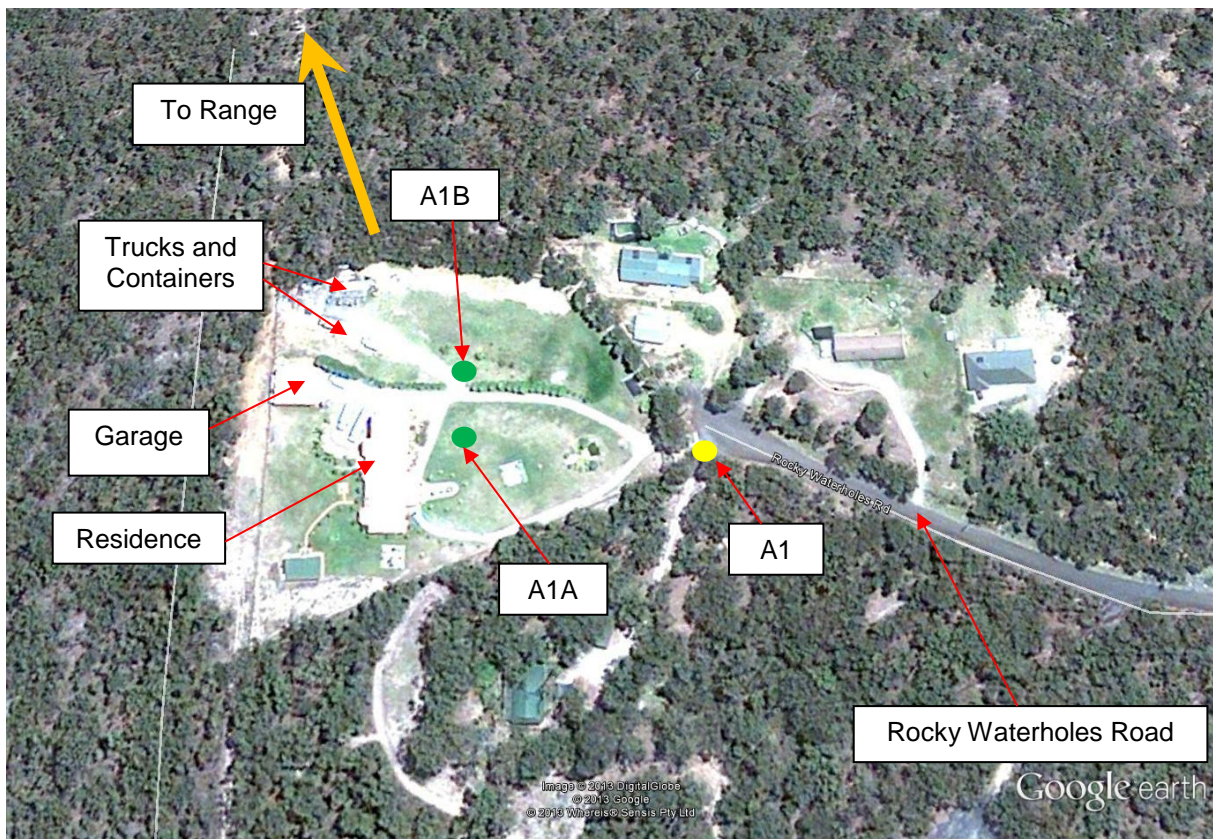 To Range
A1B
Trucks and
Containers
Garage
Residence
A1A
A1
Rocky Waterholes Rd
Rocky Waterholes Road
Image © 2013 DigitalGlobe
© 2013 Google
© 2013 Whereis® Sensis Pty Ltd
Google earth